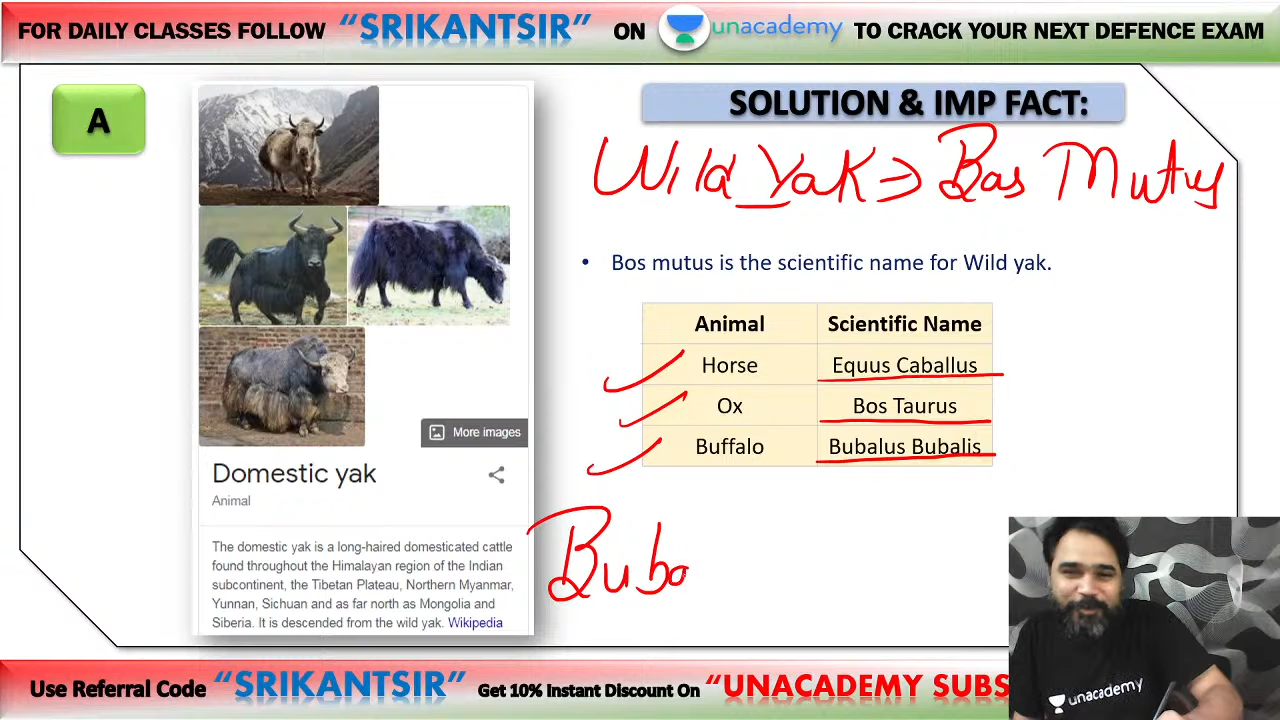 FOR DAILY CLASSES FOLLOW "SRIKANTSIR" ON unacademy TO CRACK YOUR NEXT DEFENCE EXAM
A
SOLUTION & IMP FACT:
Wild Yak => Bos Mutus
• Bos mutus is the scientific name for Wild yak.
Animal Scientific Name
Horse Equus Caballus
Ox Bos Taurus
Buffalo Bubalus Bubalis
More images
Domestic yak
Animal
The domestic yak is a long-haired domesticated cattle
found throughout the Himalayan region of the Indian
subcontinent, the Tibetan Plateau, Northern Myanmar,
Yunnan, Sichuan and as far north as Mongolia and
Siberia. It is descended from the wild yak. Wikipedia
Buba
unacademy
Use Referral Code "SRIKANTSIR" Get 10% Instant Discount On "UNACADEMY SUBS